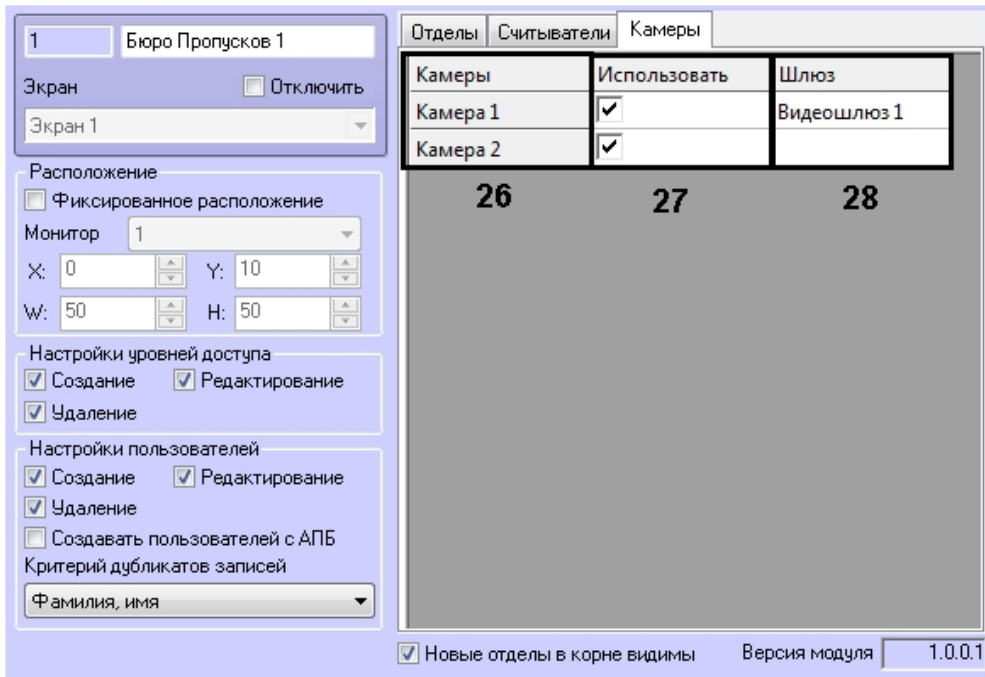 1 Бюро Пропусков 1
Экран Отключить
Экран 1
Расположение
Фиксированное расположение
Монитор 1
X: 0 Y: 10
W: 50 H: 50
Настройки уровней доступа
Создание Редактирование
Удаление
Настройки пользователей
Создание Редактирование
Удаление
Создавать пользователей с АПБ
Критерий дубликатов записей
Фамилия, имя
Отделы Считыватели Камеры
Камеры Использовать Шлюз
Камера 1 Видеошлюз 1
Камера 2
26 27 28
Новые отделы в корне видимы Версия модуля 1.0.0.1